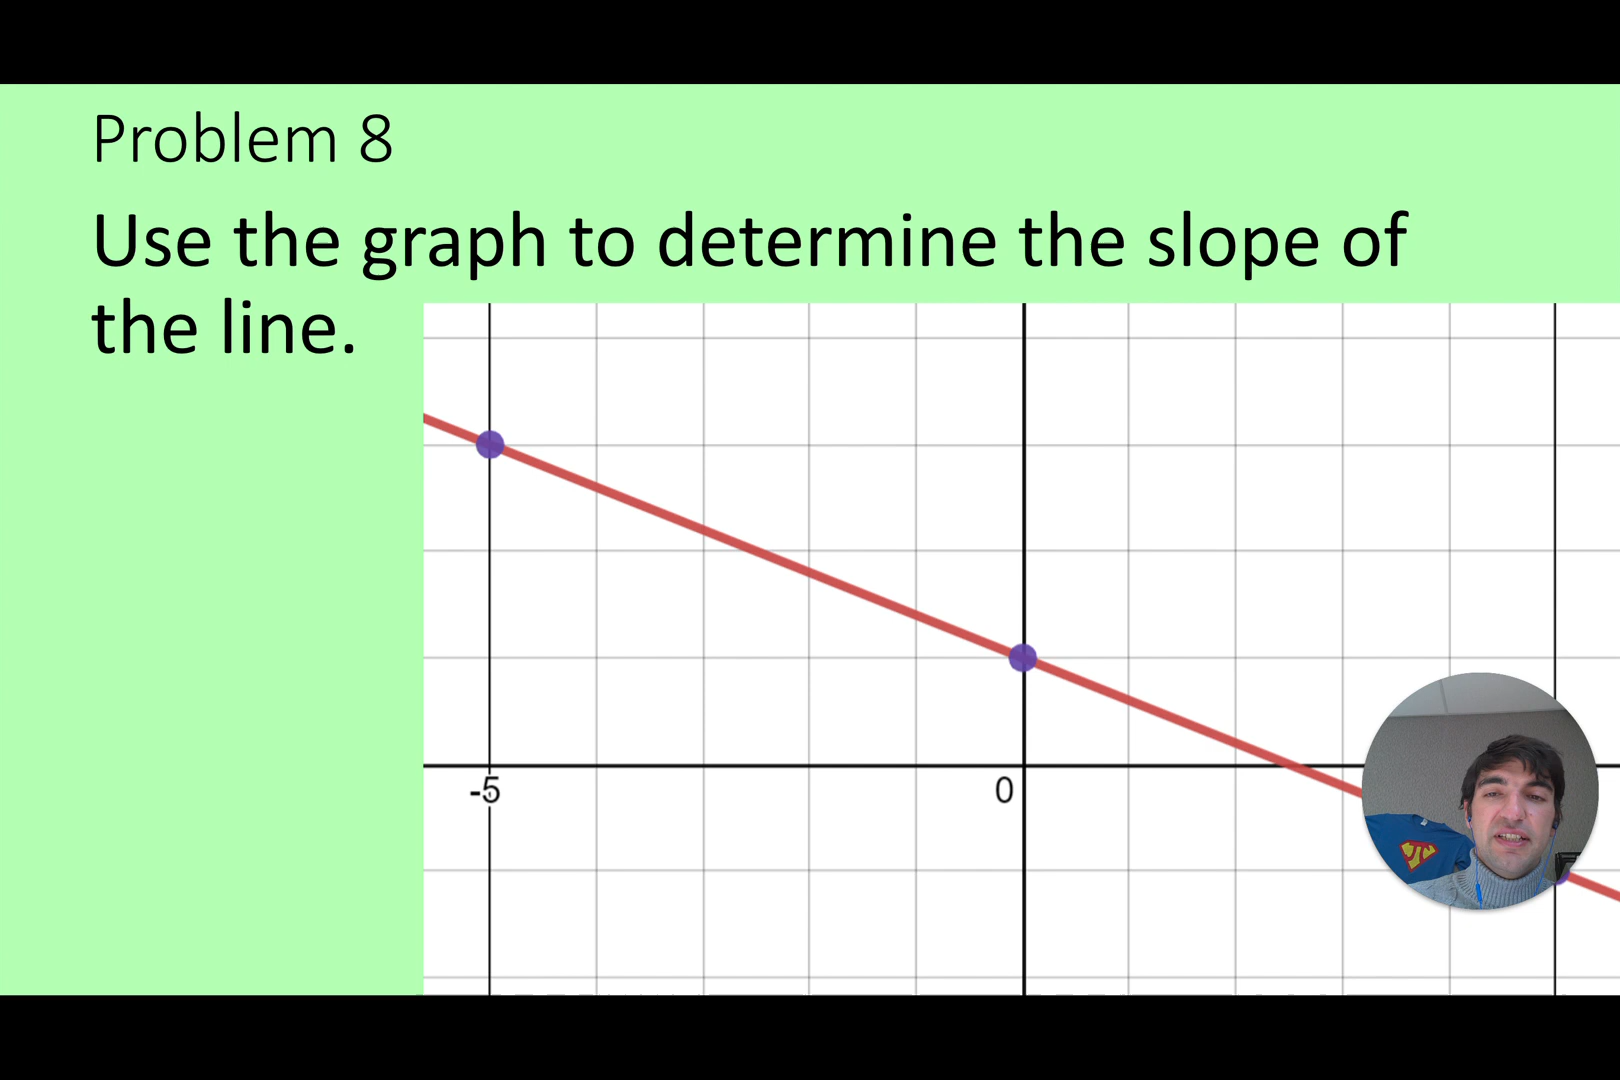 Problem 8
Use the graph to determine the slope of
the line.
-5
0